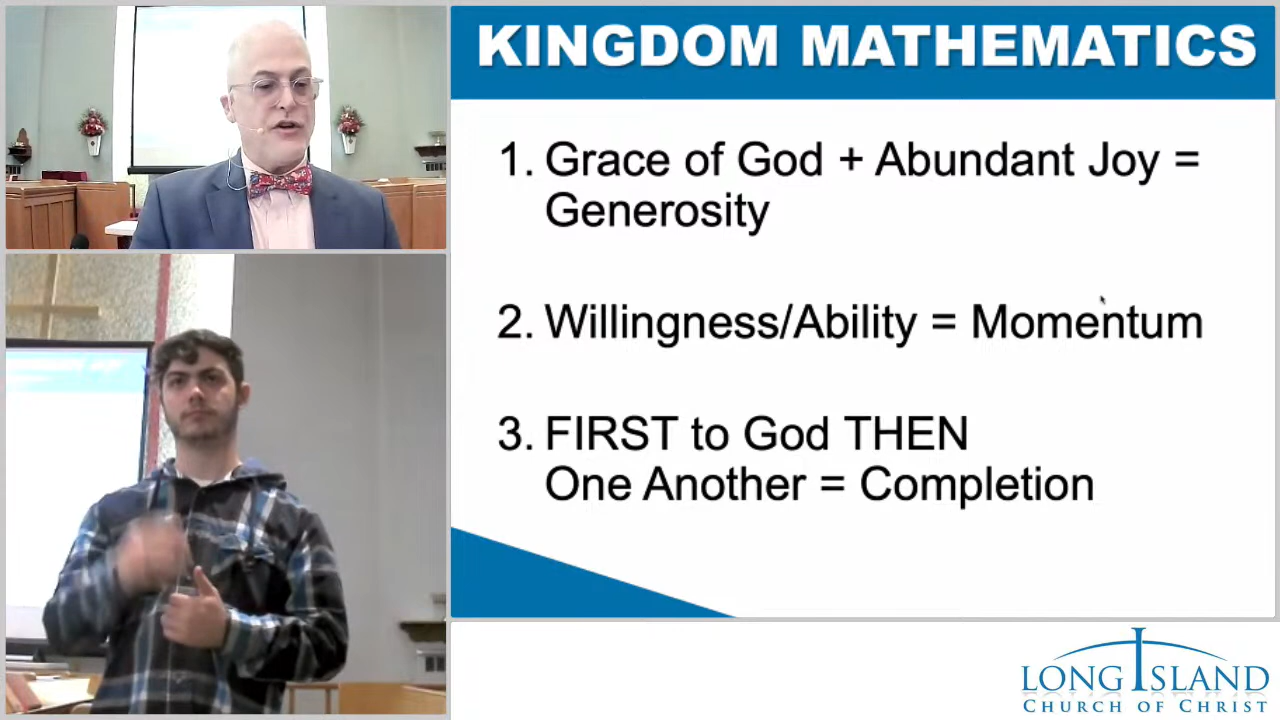 KINGDOM MATHEMATICS
1. Grace of God + Abundant Joy =
Generosity
2. Willingness/Ability = Momentum
3. FIRST to God THEN
One Another = Completion
LONG ISLAND
CHURCH OF CHRIST